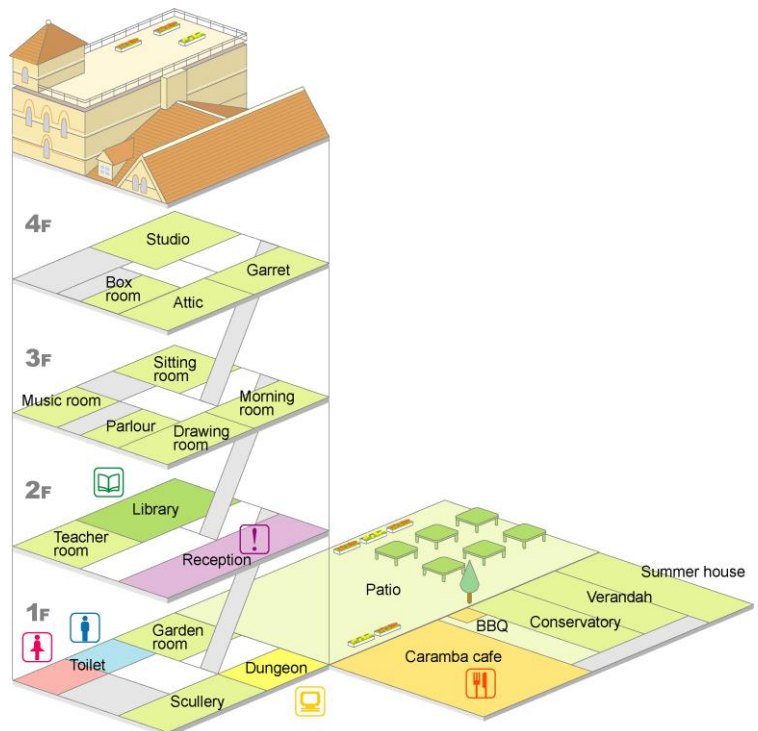 4F
Studio
Garret
Box
room
Attic
3F
Sitting
room
Music room
Morning
room
Parlour
Drawing
room
2F
Library
Teacher
room
Reception
!
1F
Garden
room
Toilet
Dungeon
Scullery
Patio
Summer house
Verandah
BBQ
Conservatory
Caramba cafe